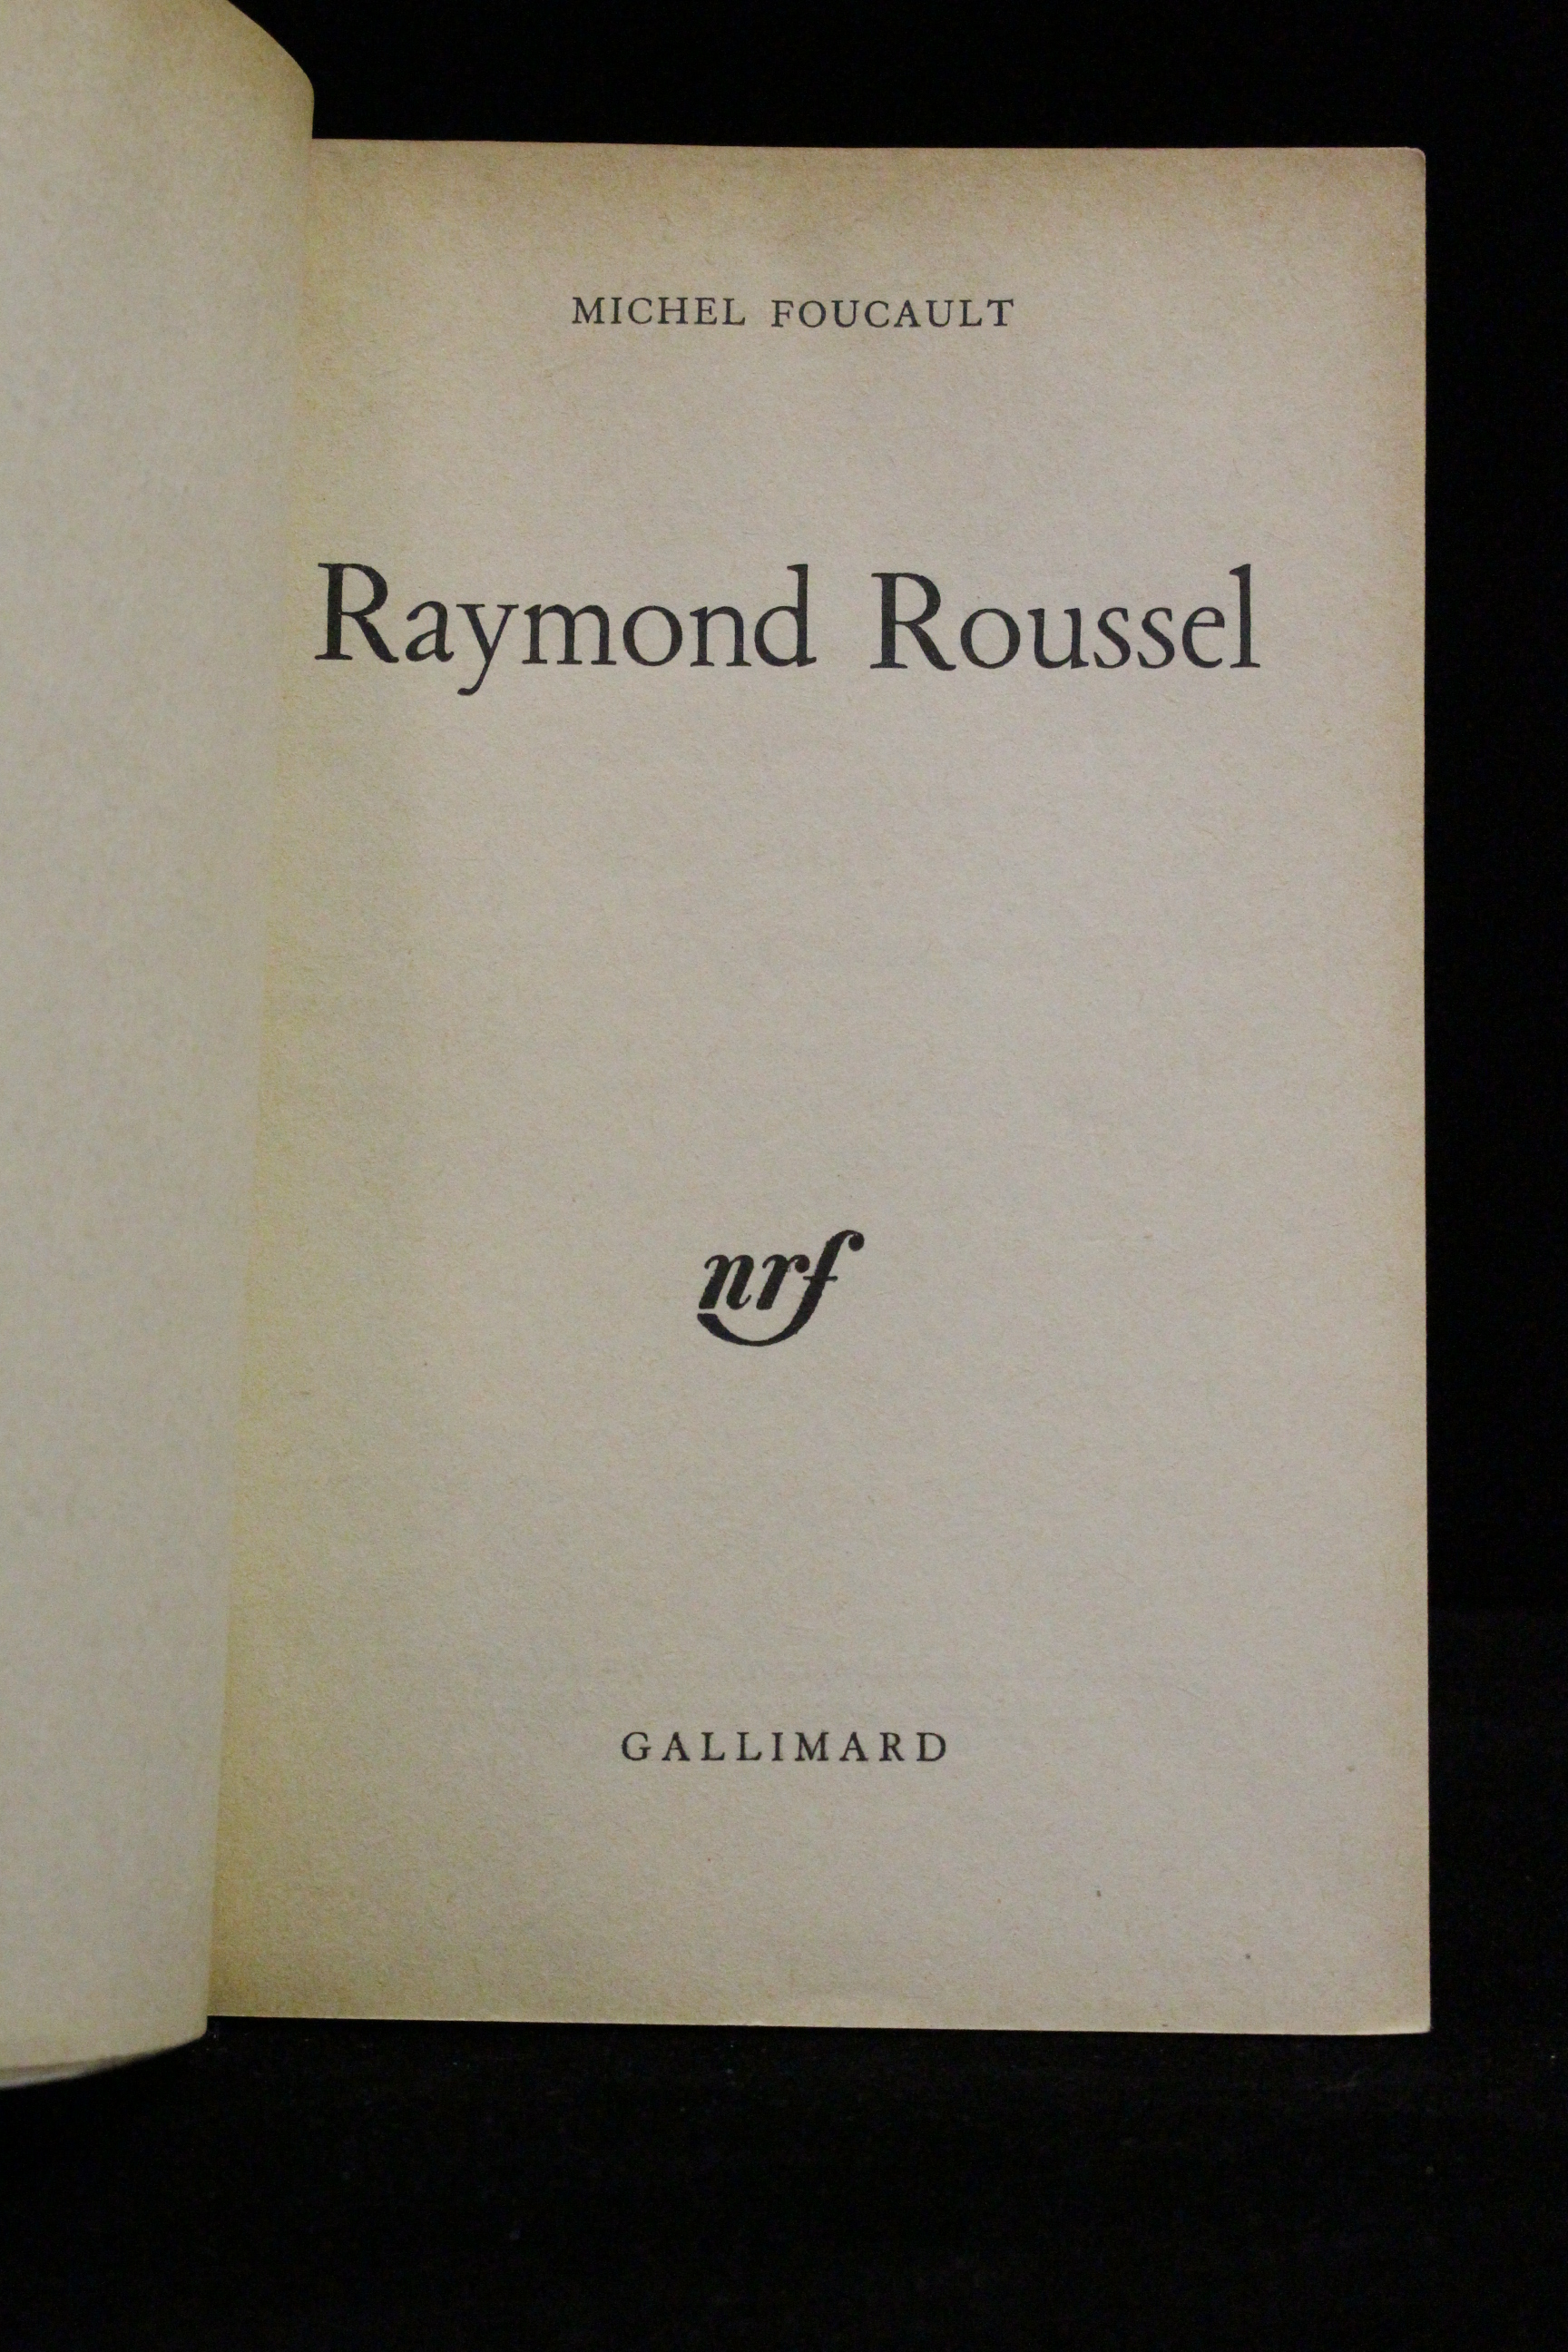 MICHEL FOUCAULT
Raymond Roussel
nrf
GALLIMARD